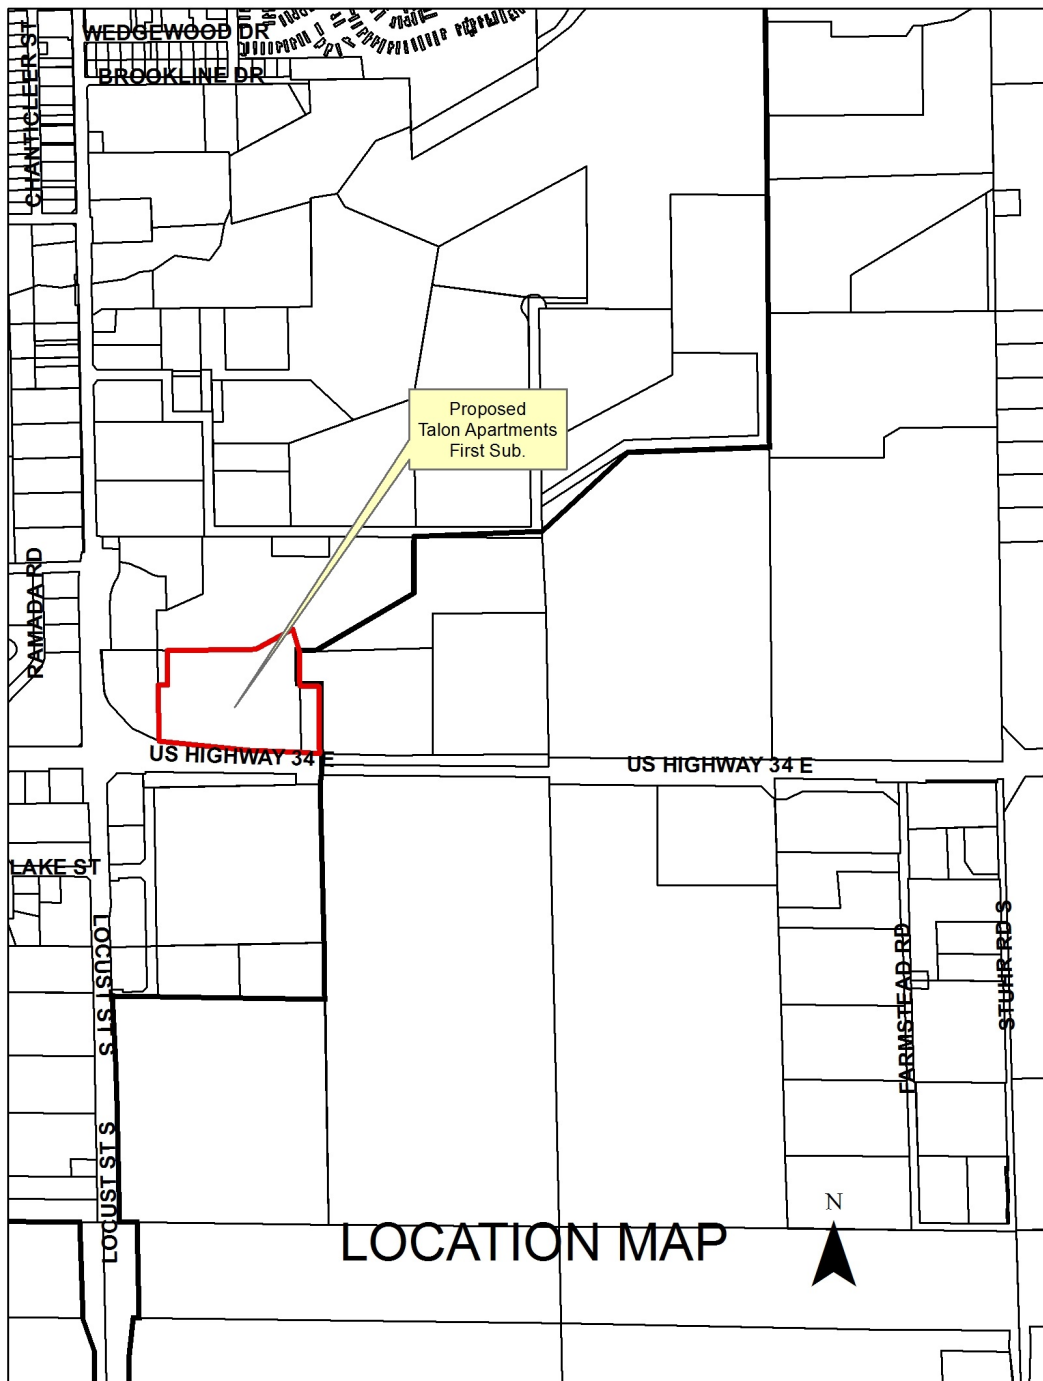 WEDGEWOOD DR
BROOKLINE DR
CHANTICLEER ST
Proposed
Talon Apartments
First Sub.
RAMADA RD
US HIGHWAY 34 E
US HIGHWAY 34 E
LAKE ST
LOCUST ST S
FARMSTEAD RD
STUHR RD S
LOCUST ST S
N
LOCATION MAP